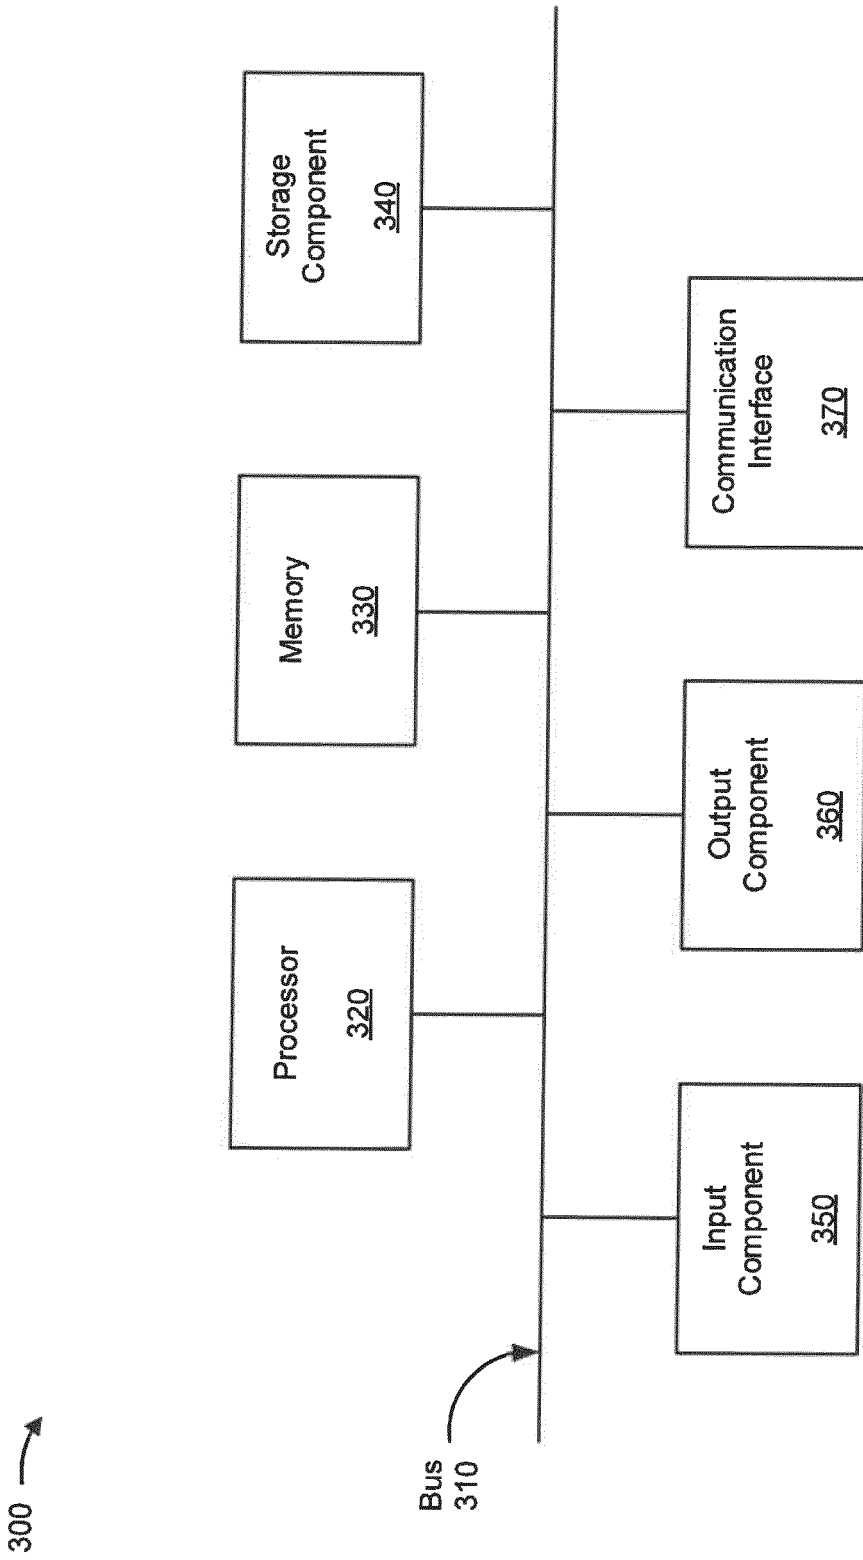 300
Processor
320
Memory
330
Storage
Component
340
Bus
310
Input
Component
350
Output
Component
360
Communication
Interface
370